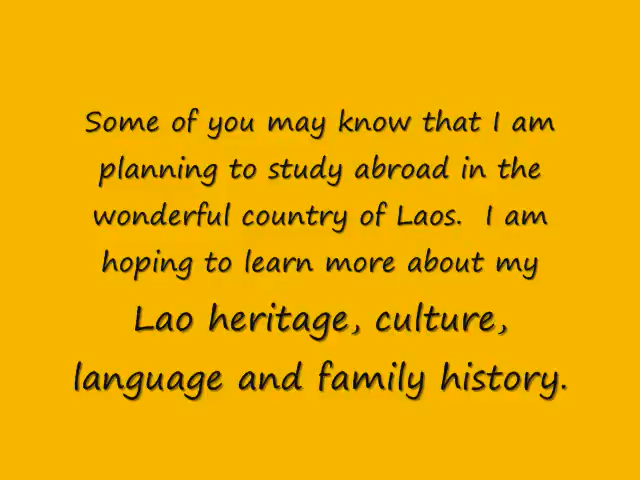 Some of you may know that I am
planning to study abroad in the
wonderful country of Laos.  I am
hoping to learn more about my
Lao heritage, culture,
language and family history.